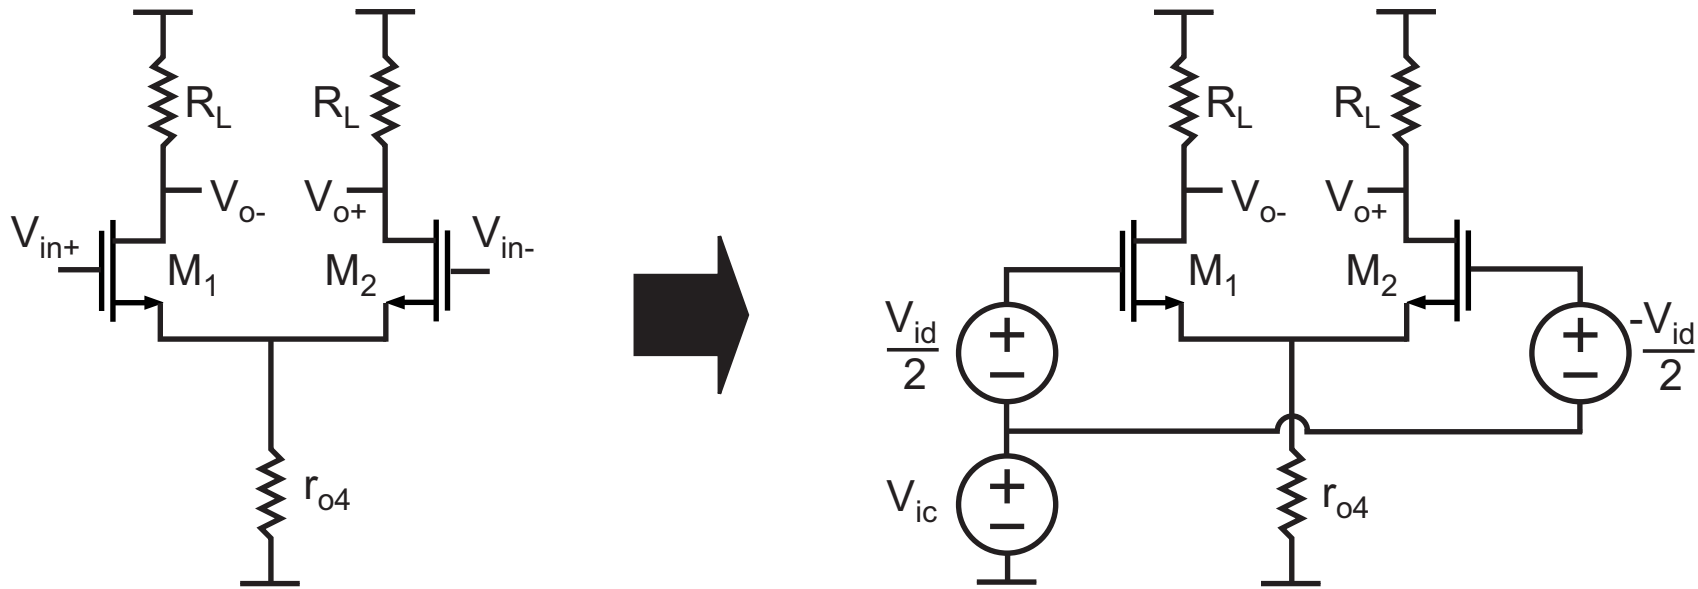 R_L R_L R_L R_L
V_o- V_o+ V_o- V_o+
V_in+ V_in-
M_1 M_2 M_1 M_2
V_id/2 + − + − -V_id/2
r_o4 V_ic + − r_o4